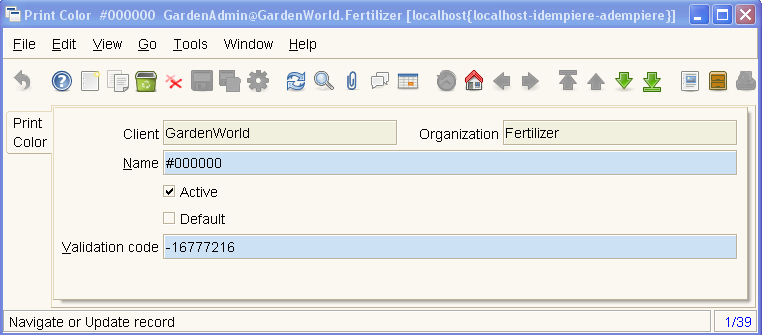 Print Color  #000000  GardenAdmin@GardenWorld.Fertilizer [localhost{localhost-idempiere-adempiere}]
File Edit View Go Tools Window Help
Print
Color
Client GardenWorld Organization Fertilizer
Name #000000
Active
Default
Validation code -16777216
Navigate or Update record 1/39